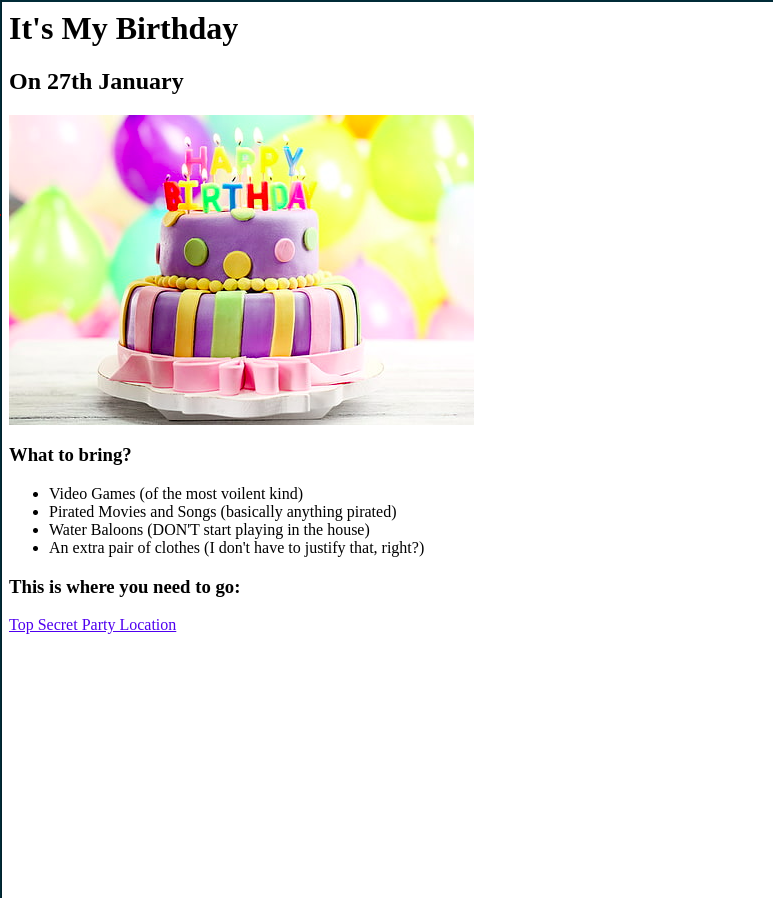 It's My Birthday
On 27th January
HAPPY
BIRTHDAY
What to bring?
Video Games (of the most voilent kind)
Pirated Movies and Songs (basically anything pirated)
Water Baloons (DON'T start playing in the house)
An extra pair of clothes (I don't have to justify that, right?)
This is where you need to go:
Top Secret Party Location